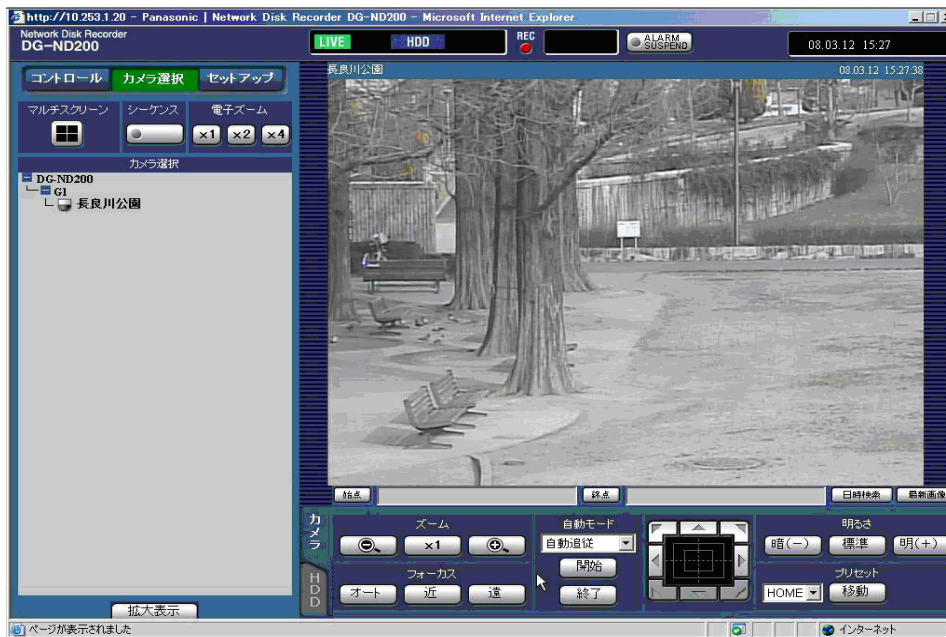 http://10.253.1.20 - Panasonic | Network Disk Recorder DG-ND200 - Microsoft Internet Explorer
Network Disk Recorder
DG-ND200
LIVE HDD REC ALARM SUSPEND 08.03.12 15:27
コントロール カメラ選択 セットアップ
長良川公園 08.03.12 15:27:38
マルチスクリーン シーケンス 電子ズーム
x1 x2 x4
カメラ選択
DG-ND200
G1
長良川公園
始点 終点 日時検索 最新画像
カメラ
HDD
ズーム
x1
フォーカス
オート 近 遠
自動モード
自動追従
開始
終了
明るさ
暗(-) 標準 明(+)
プリセット
HOME 移動
拡大表示
ページが表示されました インターネット